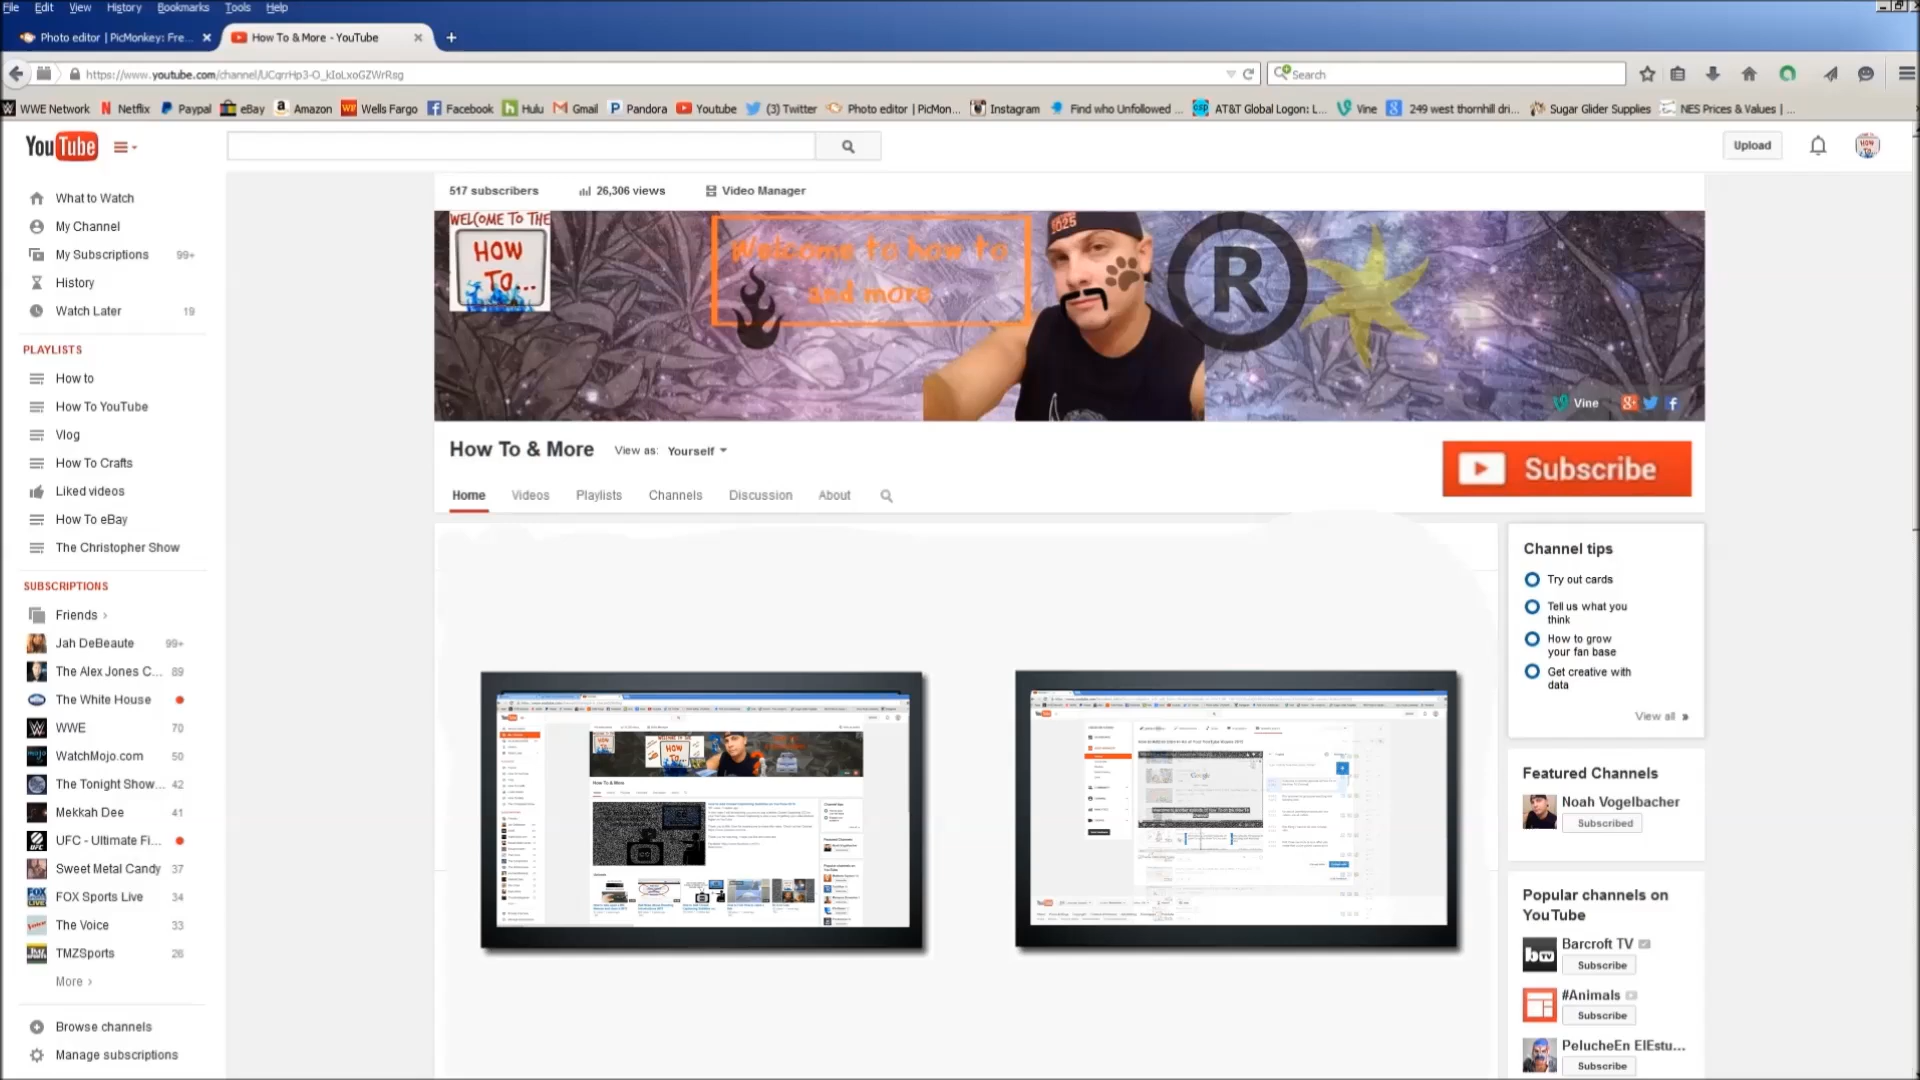 File Edit View History Bookmarks Tools Help
Photo editor | PicMonkey: Fre...
How To & More - YouTube
https://www.youtube.com/channel/UCqrrHp3-O_kIoLxoGZWrRsg
Search
WWE Network Netflix Paypal eBay Amazon Wells Fargo Facebook Hulu Gmail Pandora Youtube (3) Twitter Photo editor | PicMon... Instagram Find who Unfollowed ... AT&T Global Logon: L... Vine 249 west thornhill dri... Sugar Glider Supplies NES Prices & Values | ...
YouTube
Upload
What to Watch
My Channel
My Subscriptions 99+
History
Watch Later 19
PLAYLISTS
How to
How To YouTube
Vlog
How To Crafts
Liked videos
How To eBay
The Christopher Show
SUBSCRIPTIONS
Friends ›
Jah DeBeaute 99+
The Alex Jones C... 89
The White House
WWE 70
WatchMojo.com 50
The Tonight Show... 42
Mekkah Dee 41
UFC - Ultimate Fi...
Sweet Metal Candy 37
FOX Sports Live 34
The Voice 33
TMZSports 26
More ›
Browse channels
Manage subscriptions
517 subscribers 26,306 views Video Manager
WELCOME TO THE
HOW
TO...
Welcome to how to
and more
1025
R
Vine
How To & More View as: Yourself
Subscribe
Home Videos Playlists Channels Discussion About
Channel tips
Try out cards
Tell us what you
think
How to grow
your fan base
Get creative with
data
View all »
Featured Channels
Noah Vogelbacher
Subscribed
Popular channels on
YouTube
Barcroft TV
Subscribe
#Animals
Subscribe
PelucheEn ElEstu...
Subscribe